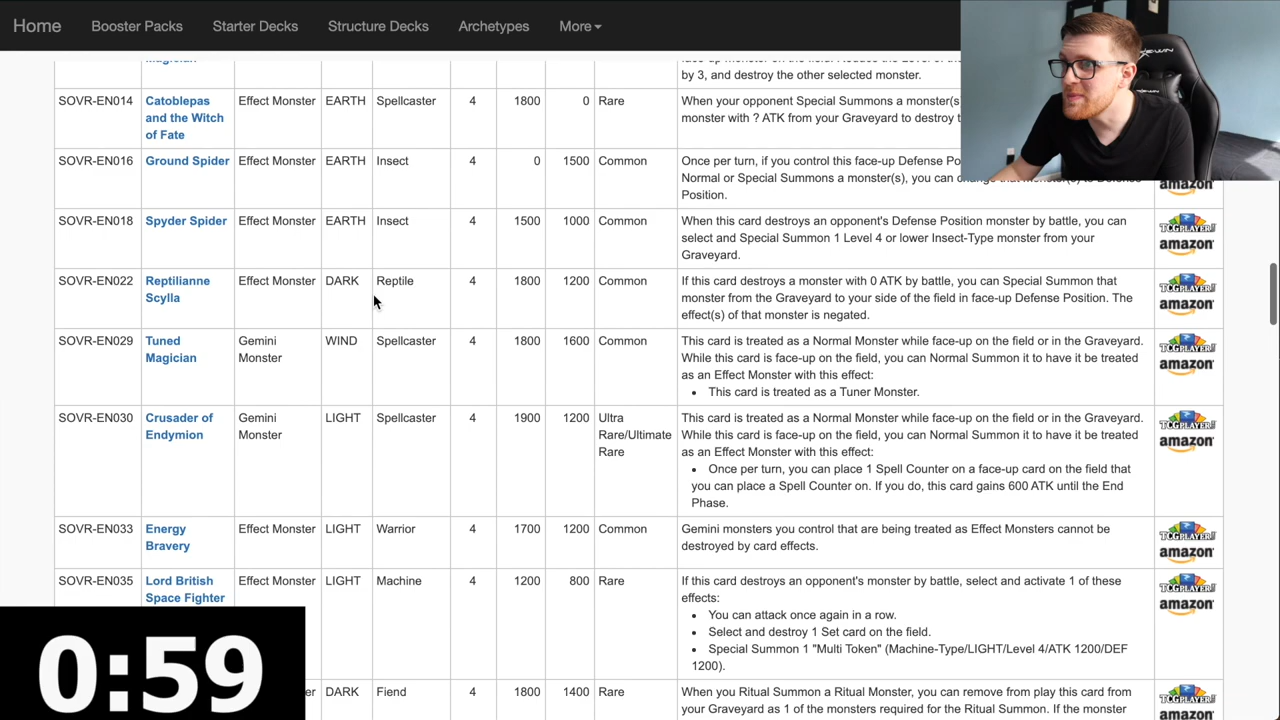 Home Booster Packs Starter Decks Structure Decks Archetypes More
by 3, and destroy the other selected monster.
SOVR-EN014 Catoblepas and the Witch of Fate Effect Monster EARTH Spellcaster 4 1800 0 Rare When your opponent Special Summons a monster(s
monster with ? ATK from your Graveyard to destroy
SOVR-EN016 Ground Spider Effect Monster EARTH Insect 4 0 1500 Common Once per turn, if you control this face-up Defense
Normal or Special Summons a monster(s), you can change that monster(s) to Defense
Position.
amazon
SOVR-EN018 Spyder Spider Effect Monster EARTH Insect 4 1500 1000 Common When this card destroys an opponent's Defense Position monster by battle, you can
select and Special Summon 1 Level 4 or lower Insect-Type monster from your
Graveyard.
TCGPLAYER
amazon
SOVR-EN022 Reptilianne Scylla Effect Monster DARK Reptile 4 1800 1200 Common If this card destroys a monster with 0 ATK by battle, you can Special Summon that
monster from the Graveyard to your side of the field in face-up Defense Position. The
effect(s) of that monster is negated.
TCGPLAYER
amazon
SOVR-EN029 Tuned Magician Gemini Monster WIND Spellcaster 4 1800 1600 Common This card is treated as a Normal Monster while face-up on the field or in the Graveyard.
While this card is face-up on the field, you can Normal Summon it to have it be treated
as an Effect Monster with this effect:
• This card is treated as a Tuner Monster.
TCGPLAYER
amazon
SOVR-EN030 Crusader of Endymion Gemini Monster LIGHT Spellcaster 4 1900 1200 Ultra Rare/Ultimate Rare This card is treated as a Normal Monster while face-up on the field or in the Graveyard.
While this card is face-up on the field, you can Normal Summon it to have it be treated
as an Effect Monster with this effect:
• Once per turn, you can place 1 Spell Counter on a face-up card on the field that
you can place a Spell Counter on. If you do, this card gains 600 ATK until the End
Phase.
TCGPLAYER
amazon
SOVR-EN033 Energy Bravery Effect Monster LIGHT Warrior 4 1700 1200 Common Gemini monsters you control that are being treated as Effect Monsters cannot be
destroyed by card effects.
TCGPLAYER
amazon
SOVR-EN035 Lord British Space Fighter Effect Monster LIGHT Machine 4 1200 800 Rare If this card destroys an opponent's monster by battle, select and activate 1 of these
effects:
• You can attack once again in a row.
• Select and destroy 1 Set card on the field.
• Special Summon 1 "Multi Token" (Machine-Type/LIGHT/Level 4/ATK 1200/DEF
1200).
TCGPLAYER
amazon
0:59
DARK Fiend 4 1800 1400 Rare When you Ritual Summon a Ritual Monster, you can remove from play this card from
your Graveyard as 1 of the monsters required for the Ritual Summon. If the monster
TCGPLAYER
amazon